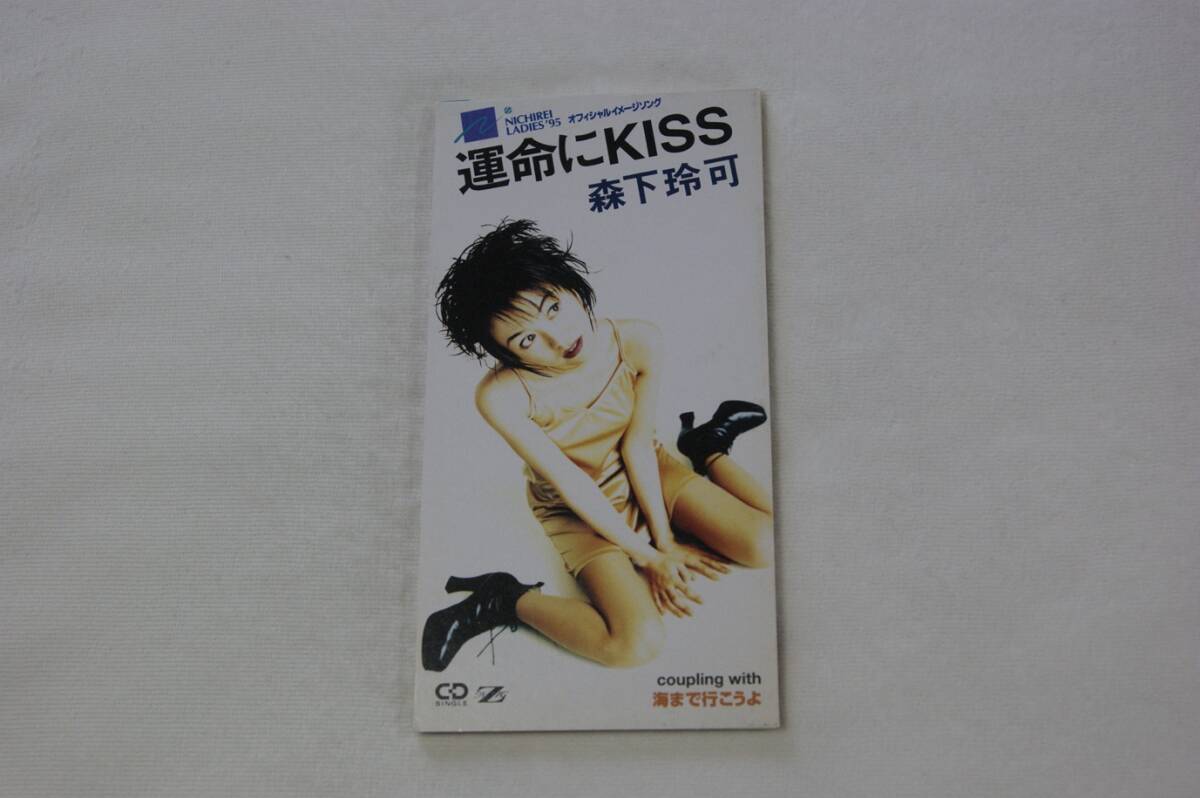 NICHIREI
LADIES '95 オフィシャルイメージソング
運命にKISS
森下玲可
coupling with
海まで行こうよ
CD
SINGLE